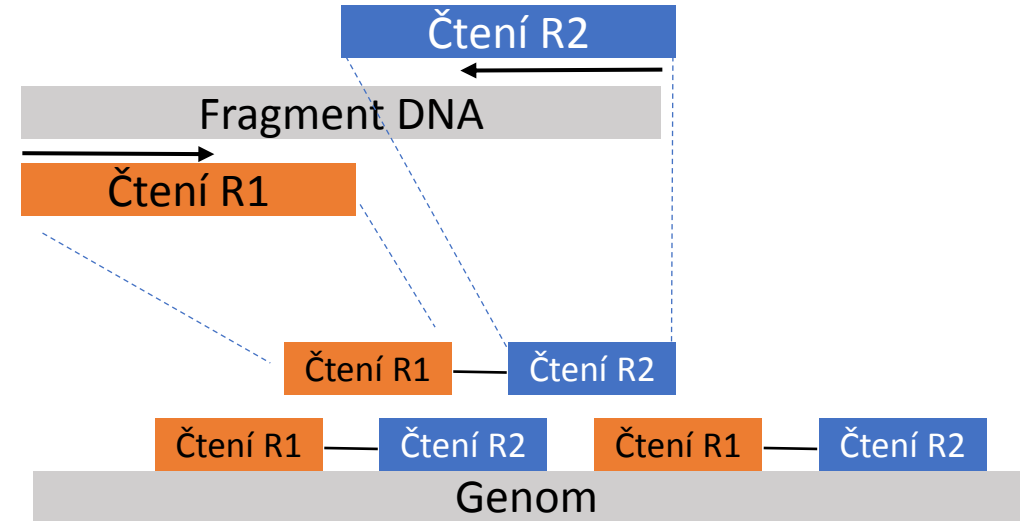 Čtení R2
Fragment DNA
Čtení R1
Čtení R1 Čtení R2
Čtení R1 Čtení R2 Čtení R1 Čtení R2
Genom